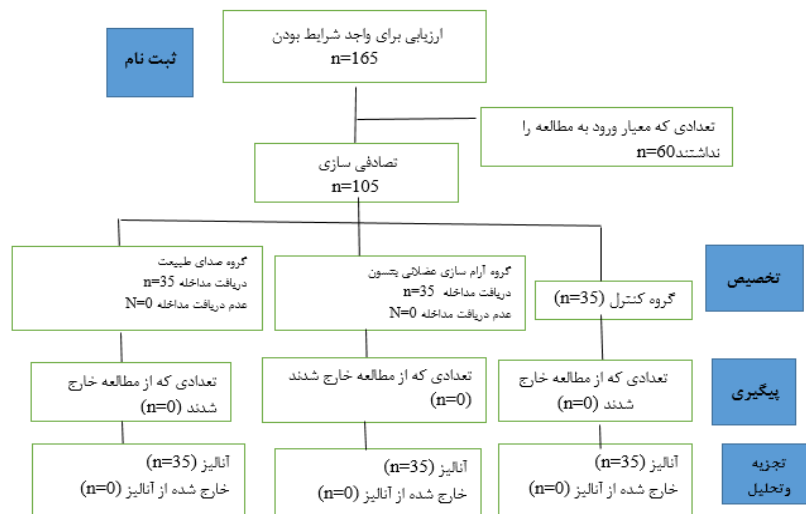 ارزیابی برای واجد شرایط بودن
n=165
ثبت نام
تعدادی که معیار ورود به مطالعه را
نداشتند n=60
تصادفی سازی
n=105
تخصیص
گروه کنترل (n=35)
گروه آرام سازی عضلانی بنسون
دریافت مداخله n=35
عدم دریافت مداخله N=0
گروه صدای طبیعت
دریافت مداخله n=35
عدم دریافت مداخله N=0
پیگیری
تعدادی که از مطالعه خارج
شدند (n=0)
تعدادی که از مطالعه خارج شدند
(n=0)
تعدادی که از مطالعه خارج
شدند (n=0)
تجزیه
وتحلیل
آنالیز (n=35)
خارج شده از آنالیز (n=0)
آنالیز (n=35)
خارج شده از آنالیز (n=0)
آنالیز (n=35)
خارج شده از آنالیز (n=0)